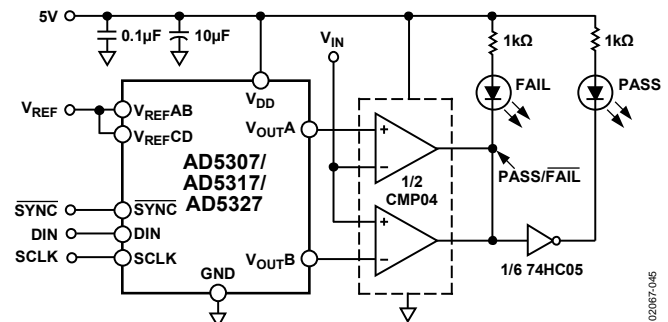 5V
0.1µF
10µF
VIN
1kΩ
1kΩ
FAIL
PASS
VREF
VREFAB
VDD
VREFCD
VOUTA
AD5307/
AD5317/
AD5327
PASS/FAIL
1/2
CMP04
SYNC
SYNC
DIN
DIN
SCLK
SCLK
VOUTB
GND
1/6 74HC05
+
−
+
−
02067-045